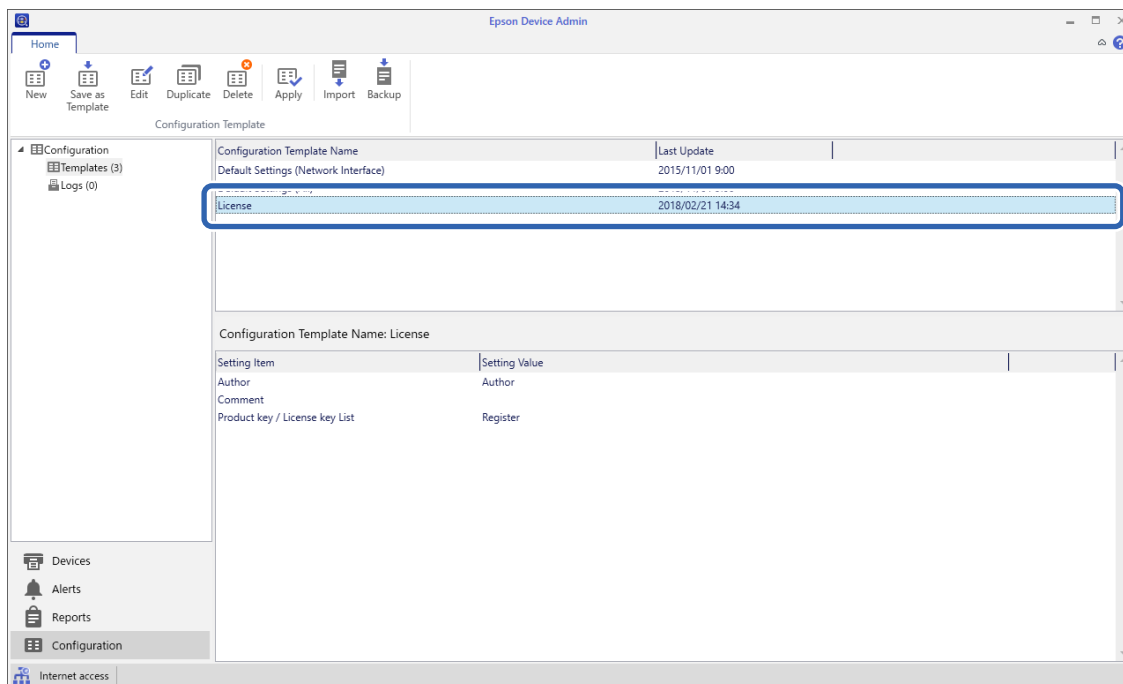 Epson Device Admin
Home
New
Save as
Template
Edit
Duplicate
Delete
Apply
Import
Backup
Configuration Template
Configuration
Templates (3)
Logs (0)
Configuration Template Name Last Update
Default Settings (Network Interface) 2015/11/01 9:00
License 2018/02/21 14:34
Configuration Template Name: License
Setting Item Setting Value
Author Author
Comment
Product key / License key List Register
Devices
Alerts
Reports
Configuration
Internet access